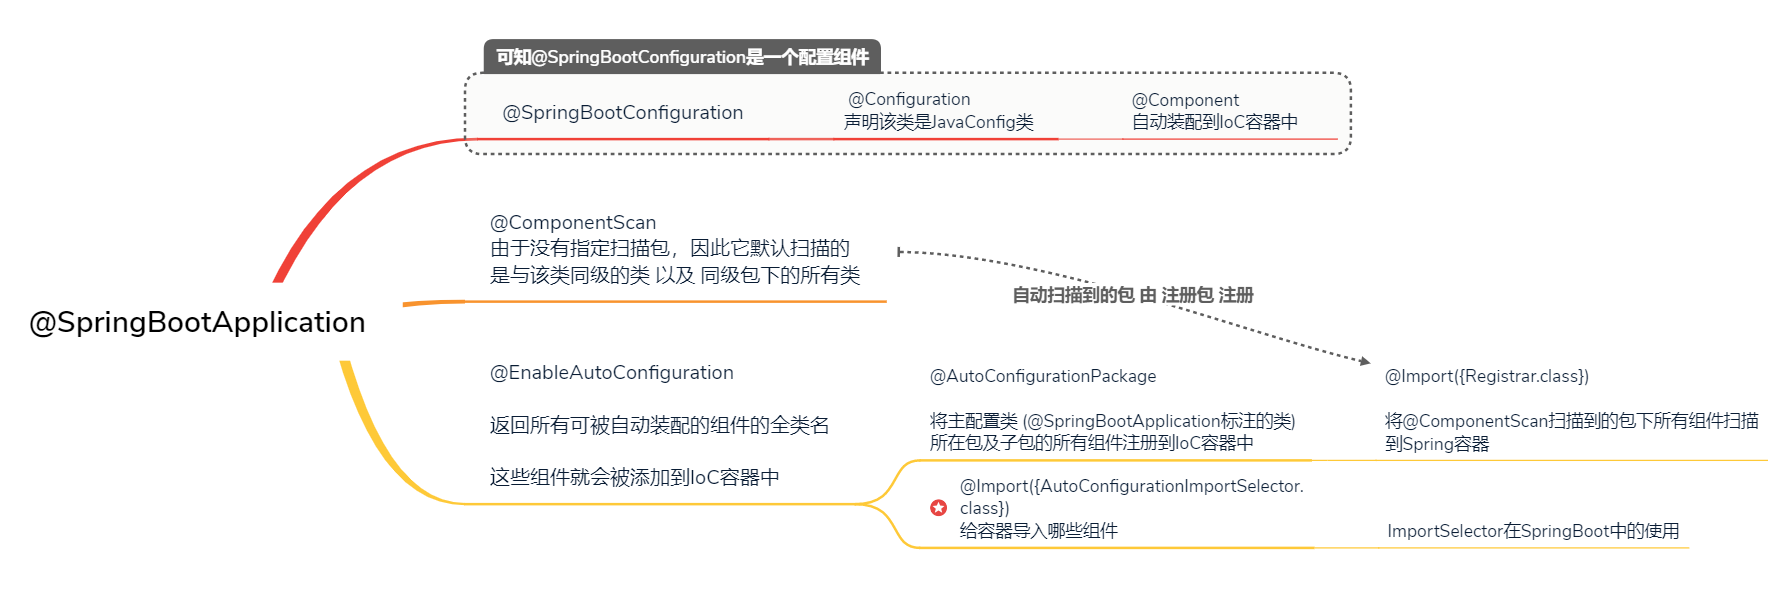 可知@SpringBootConfiguration是一个配置组件
@SpringBootConfiguration
@Configuration
声明该类是JavaConfig类
@Component
自动装配到IoC容器中
@ComponentScan
由于没有指定扫描包，因此它默认扫描的
是与该类同级的类 以及 同级包下的所有类
自动扫描到的包 由 注册包 注册
@SpringBootApplication
@EnableAutoConfiguration
返回所有可被自动装配的组件的全类名
这些组件就会被添加到IoC容器中
@AutoConfigurationPackage
将主配置类 (@SpringBootApplication标注的类)
所在包及子包的所有组件注册到IoC容器中
@Import({Registrar.class})
将@ComponentScan扫描到的包下所有组件扫描
到Spring容器
@Import({AutoConfigurationImportSelector.
class})
给容器导入哪些组件
ImportSelector在SpringBoot中的使用